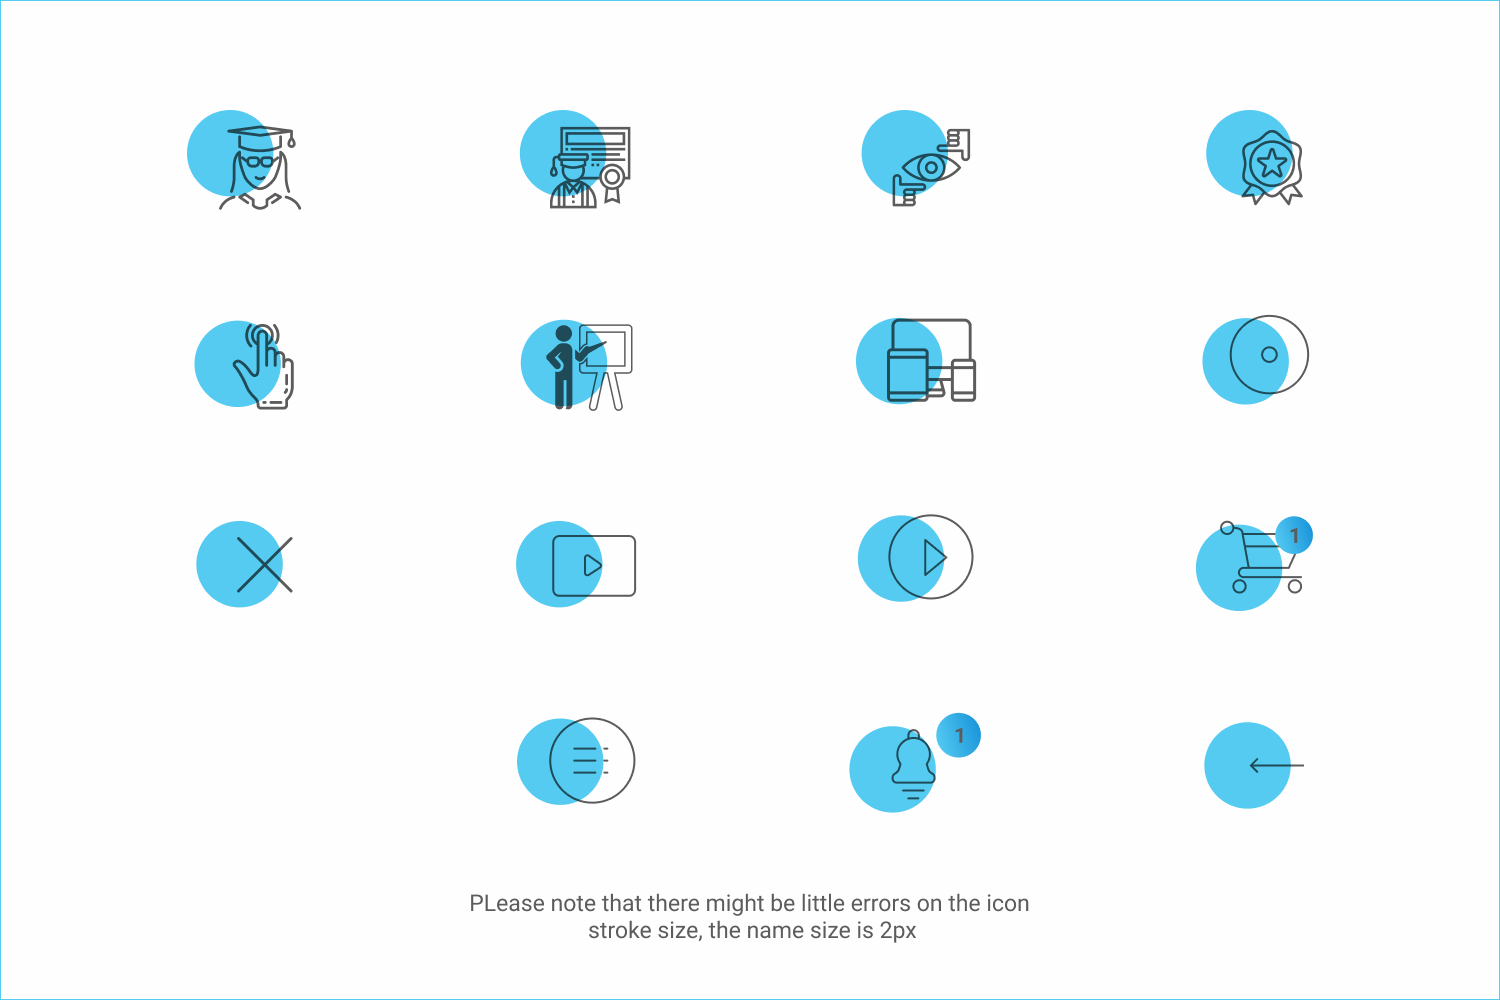 1
1
PLease note that there might be little errors on the icon
stroke size, the name size is 2px